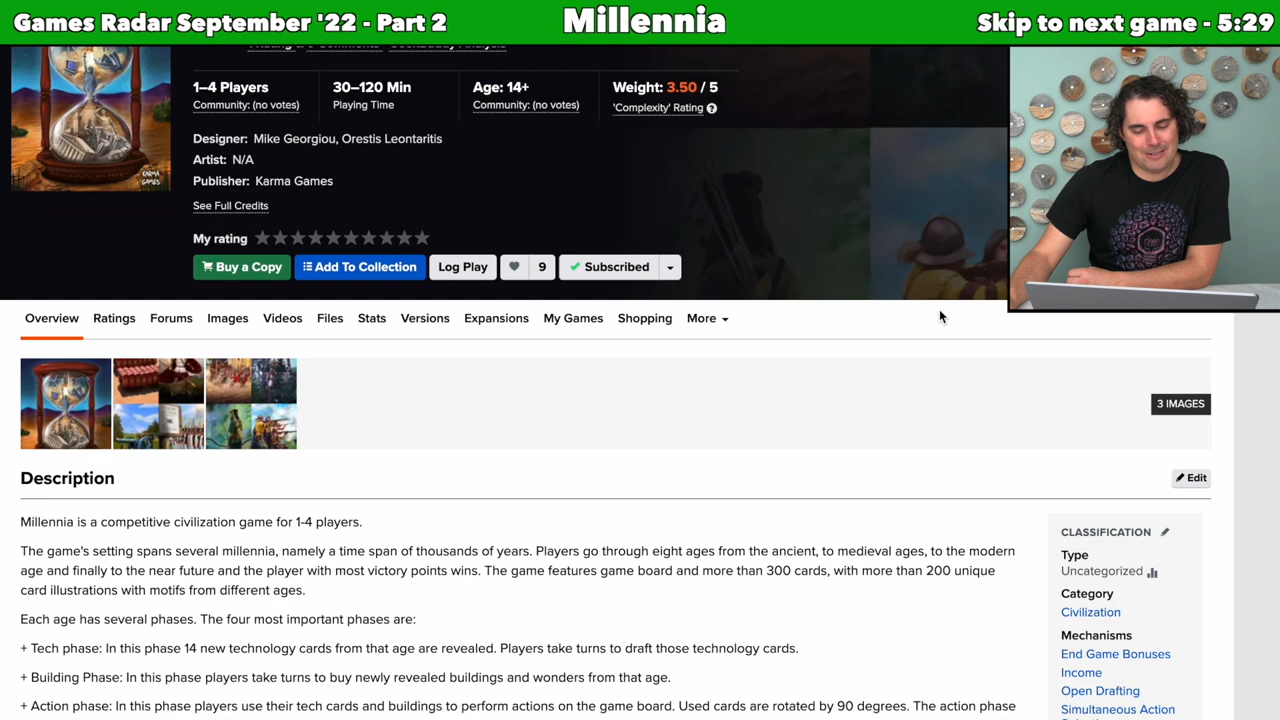 Games Radar September '22 - Part 2
Millennia
Skip to next game - 5:29
1–4 Players
Community: (no votes)
30–120 Min
Playing Time
Age: 14+
Community: (no votes)
Weight: 3.50 / 5
'Complexity' Rating
Designer: Mike Georgiou, Orestis Leontaritis
Artist: N/A
Publisher: Karma Games
See Full Credits
KARMA
GAMES
My rating
Buy a Copy
Add To Collection
Log Play
9
Subscribed
Overview
Ratings
Forums
Images
Videos
Files
Stats
Versions
Expansions
My Games
Shopping
More
3 IMAGES
Description
Edit
Millennia is a competitive civilization game for 1-4 players.
The game's setting spans several millennia, namely a time span of thousands of years. Players go through eight ages from the ancient, to medieval ages, to the modern
age and finally to the near future and the player with most victory points wins. The game features game board and more than 300 cards, with more than 200 unique
card illustrations with motifs from different ages.
Each age has several phases. The four most important phases are:
+ Tech phase: In this phase 14 new technology cards from that age are revealed. Players take turns to draft those technology cards.
+ Building Phase: In this phase players take turns to buy newly revealed buildings and wonders from that age.
+ Action phase: In this phase players use their tech cards and buildings to perform actions on the game board. Used cards are rotated by 90 degrees. The action phase
CLASSIFICATION
Type
Uncategorized
Category
Civilization
Mechanisms
End Game Bonuses
Income
Open Drafting
Simultaneous Action